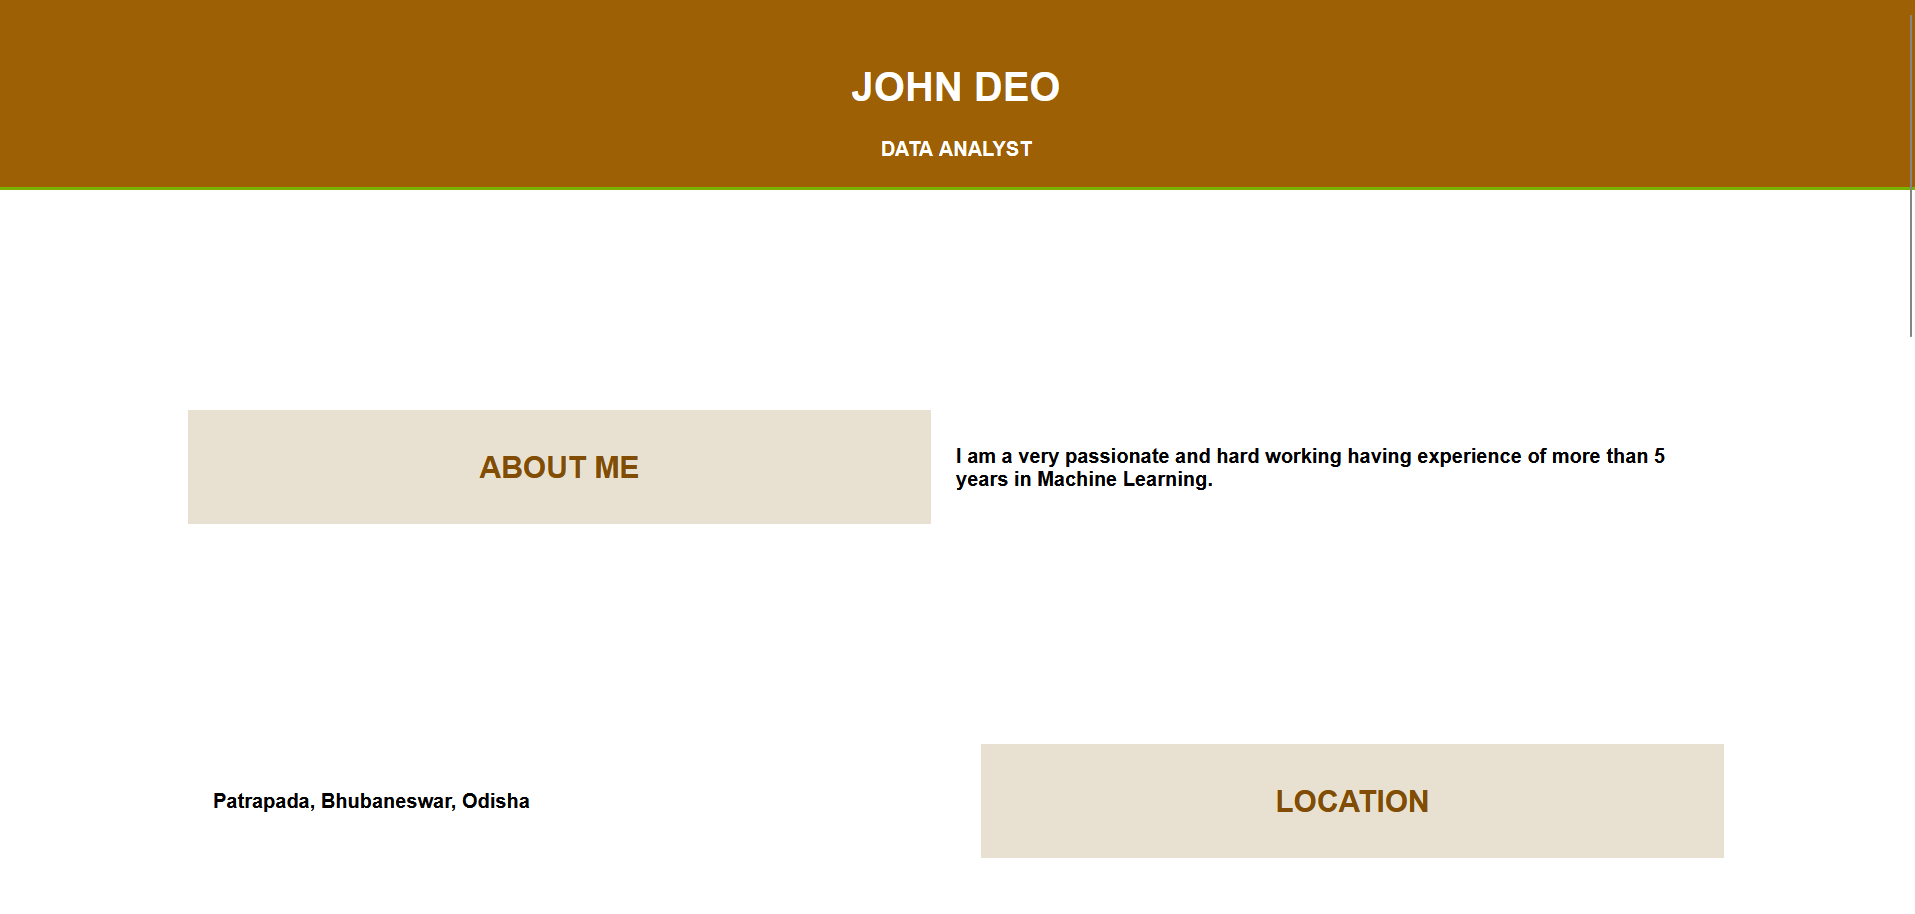 JOHN DEO
DATA ANALYST
ABOUT ME
I am a very passionate and hard working having experience of more than 5
years in Machine Learning.
Patrapada, Bhubaneswar, Odisha
LOCATION